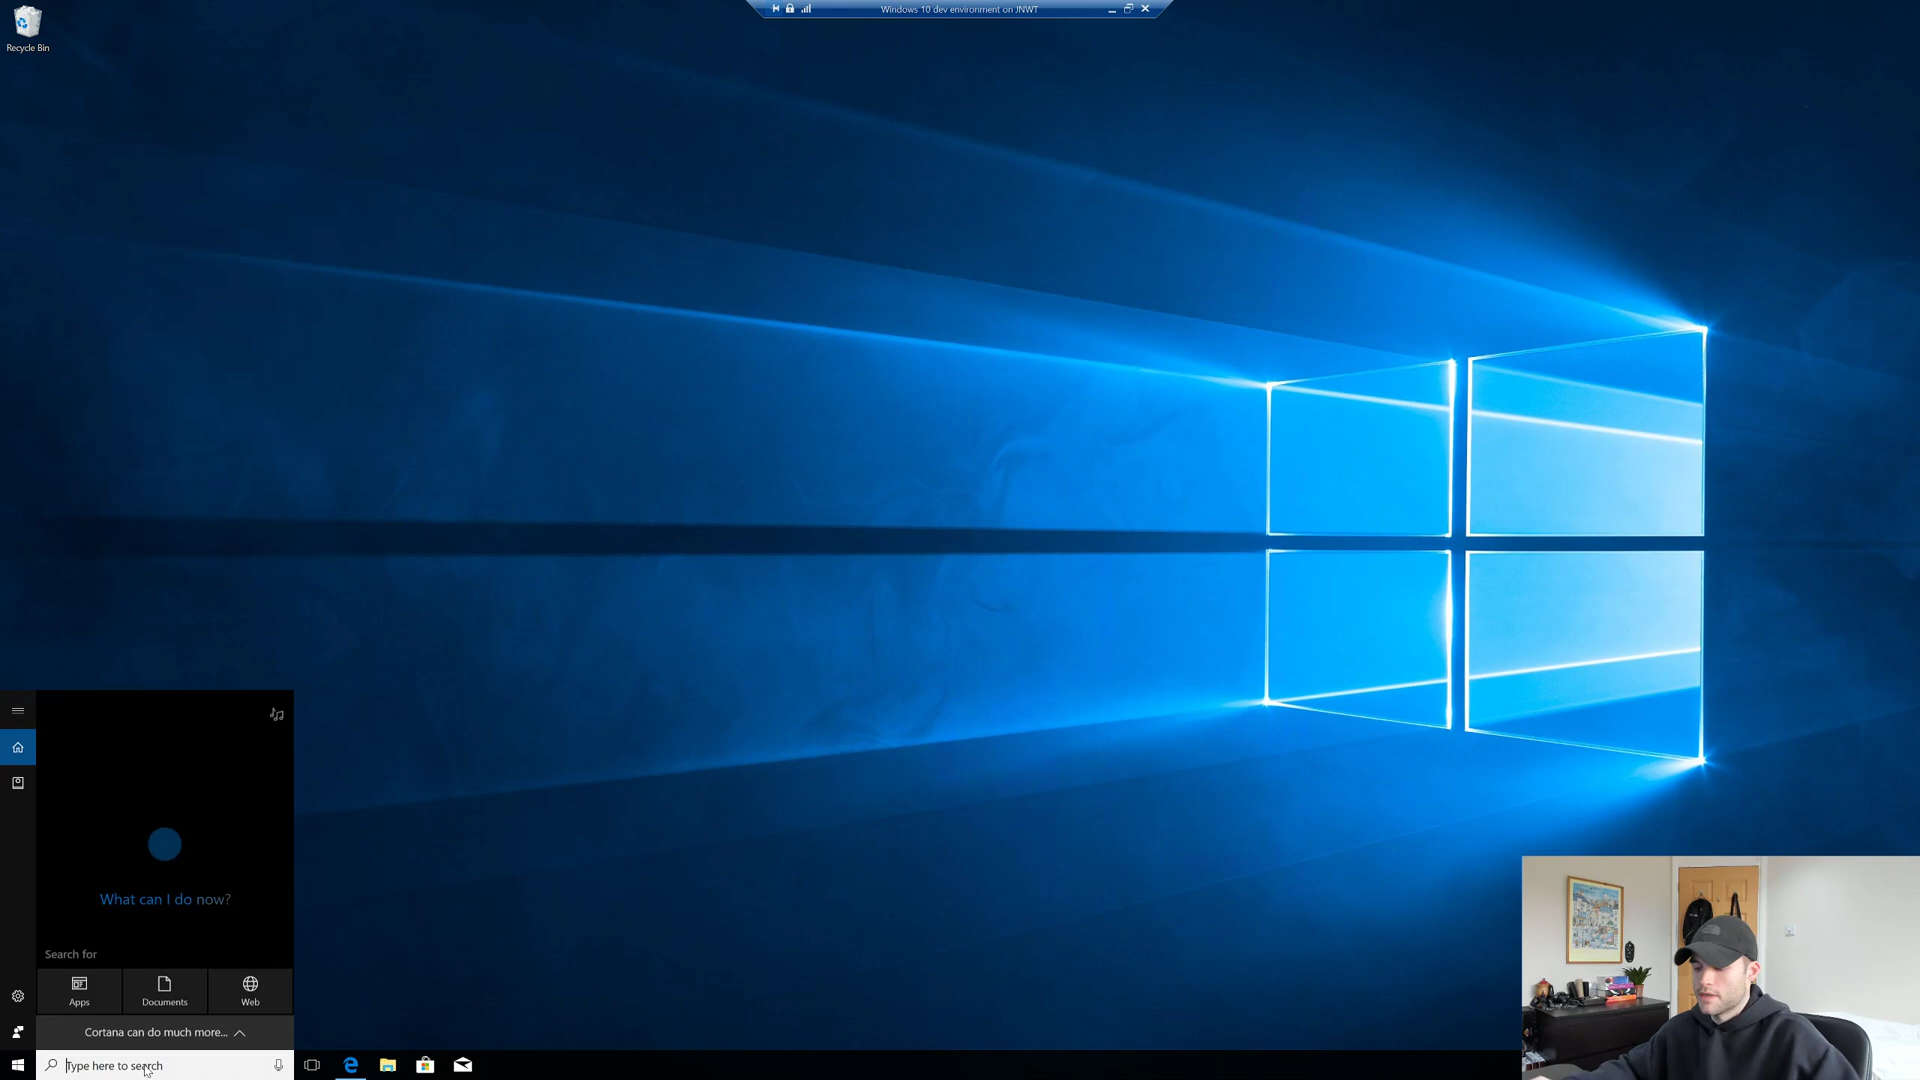 Windows 10 dev environment on JNWT
Recycle Bin
What can I do now?
Search for
Apps
Documents
Web
Cortana can do much more...
Type here to search